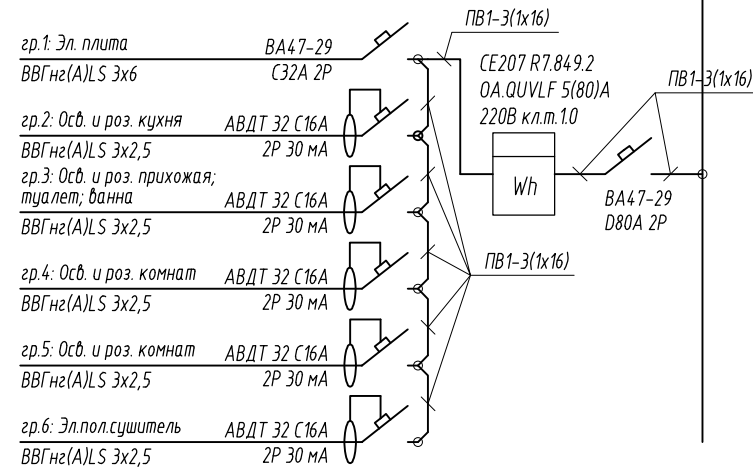 ПВ1-3(1х16)
гр.1: Эл. плита
ВА47-29
ВВГнг(А)LS 3х6
С32А 2Р
СЕ207 R7.849.2
OA.QUVLF 5(80)А
220В кл.т.1.0
ПВ1-3(1х16)
Wh
ВА47-29
D80А 2Р
гр.2: Осв. и роз. кухня
АВДТ 32 С16А
ВВГнг(А)LS 3х2,5
2Р 30 мА
гр.3: Осв. и роз. прихожая;
туалет; ванна
АВДТ 32 С16А
ВВГнг(А)LS 3х2,5
2Р 30 мА
ПВ1-3(1х16)
гр.4: Осв. и роз. комнат
АВДТ 32 С16А
ВВГнг(А)LS 3х2,5
2Р 30 мА
гр.5: Осв. и роз. комнат
АВДТ 32 С16А
ВВГнг(А)LS 3х2,5
2Р 30 мА
гр.6: Эл.пол.сушитель
АВДТ 32 С16А
ВВГнг(А)LS 3х2,5
2Р 30 мА